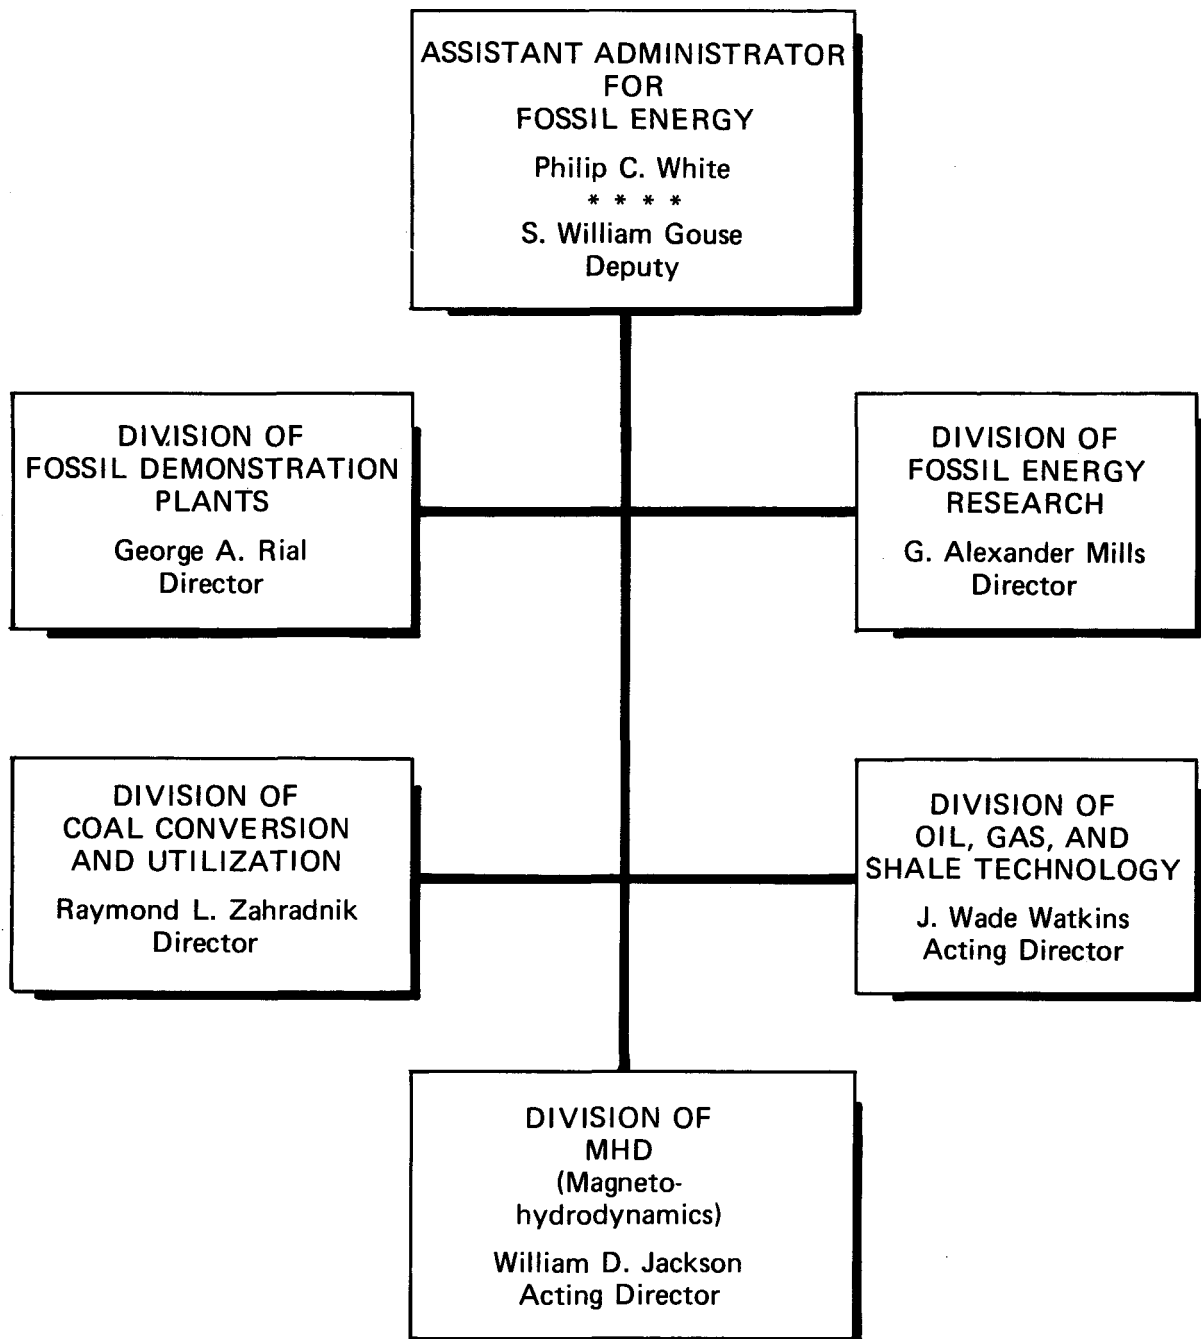 ASSISTANT ADMINISTRATOR
FOR
FOSSIL ENERGY
Philip C. White
* * * *
S. William Gouse
Deputy
DIVISION OF
FOSSIL DEMONSTRATION
PLANTS
George A. Rial
Director
DIVISION OF
FOSSIL ENERGY
RESEARCH
G. Alexander Mills
Director
DIVISION OF
COAL CONVERSION
AND UTILIZATION
Raymond L. Zahradnik
Director
DIVISION OF
OIL, GAS, AND
SHALE TECHNOLOGY
J. Wade Watkins
Acting Director
DIVISION OF
MHD
(Magneto-
hydrodynamics)
William D. Jackson
Acting Director